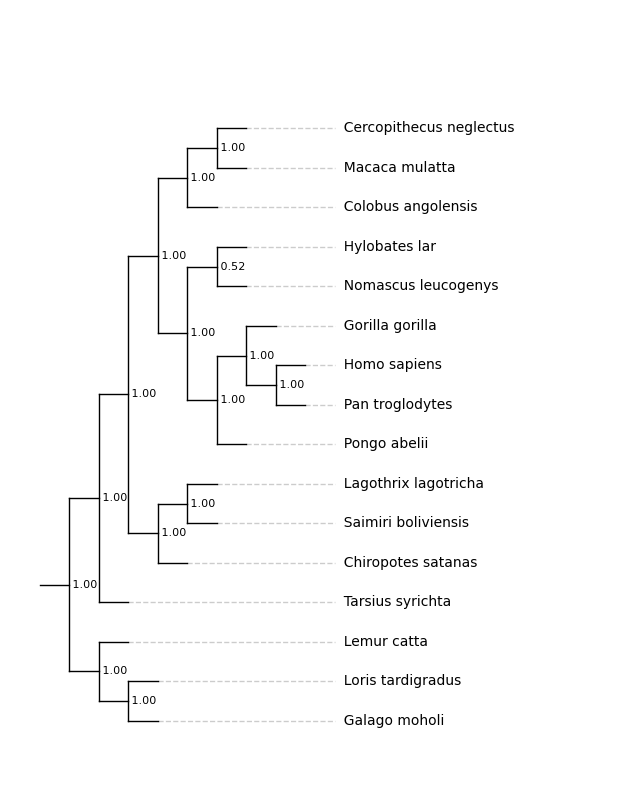 Cercopithecus neglectus
1.00
Macaca mulatta
1.00
Colobus angolensis
Hylobates lar
1.00
0.52
Nomascus leucogenys
Gorilla gorilla
1.00
1.00
Homo sapiens
1.00
1.00
Pan troglodytes
1.00
Pongo abelii
Lagothrix lagotricha
1.00
1.00
Saimiri boliviensis
1.00
Chiropotes satanas
1.00
Tarsius syrichta
Lemur catta
1.00
Loris tardigradus
1.00
Galago moholi